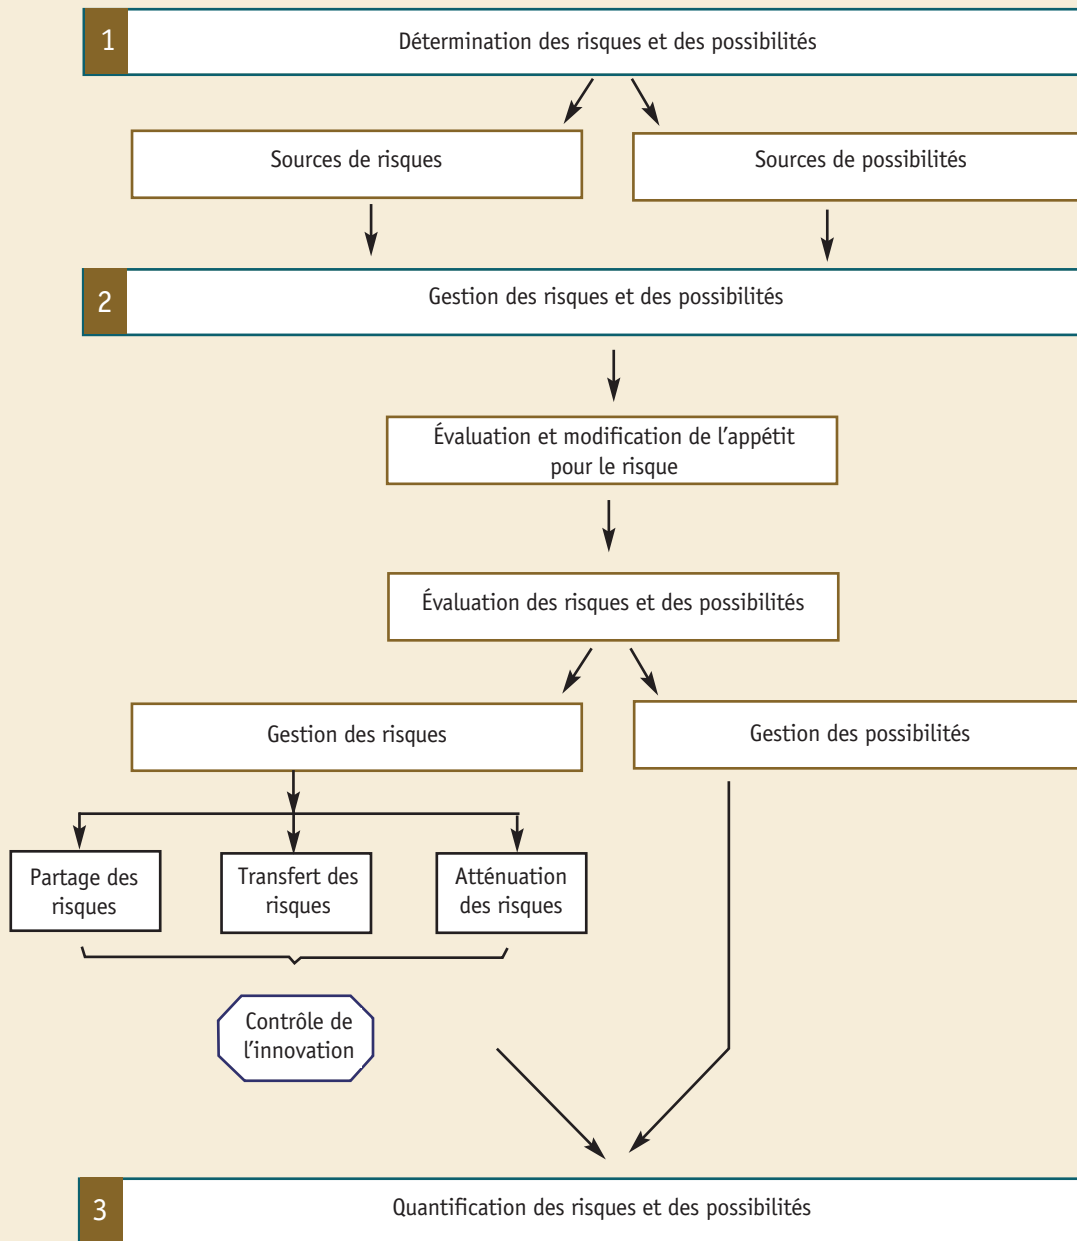 1
Détermination des risques et des possibilités
Sources de risques
Sources de possibilités
2
Gestion des risques et des possibilités
Évaluation et modification de l’appétit
pour le risque
Évaluation des risques et des possibilités
Gestion des risques
Gestion des possibilités
Partage des
risques
Transfert des
risques
Atténuation
des risques
Contrôle de
l’innovation
3
Quantification des risques et des possibilités